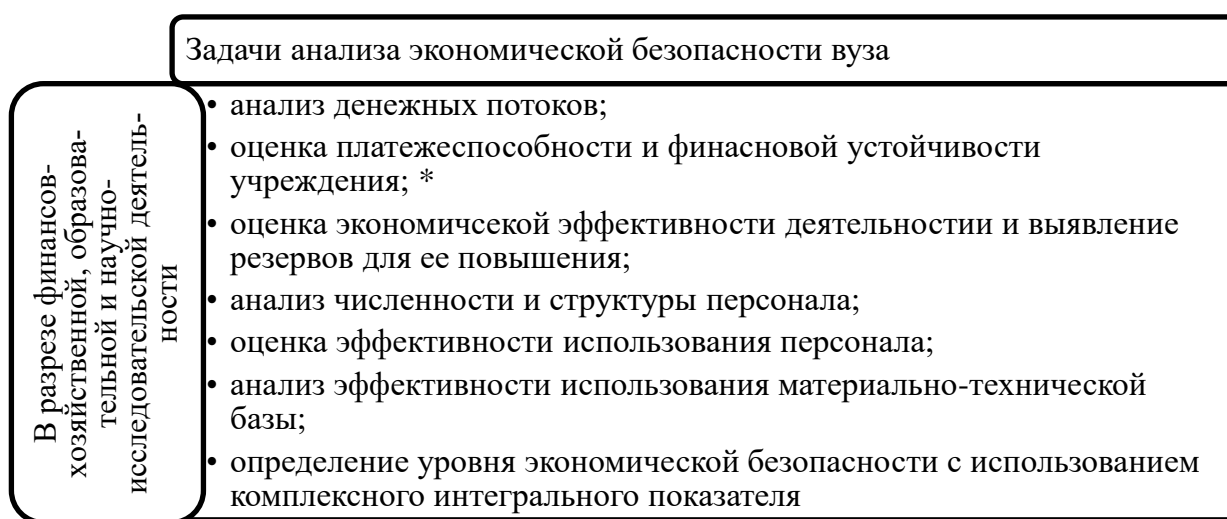 Задачи анализа экономической безопасности вуза
В разрезе финансов-
хозяйственной, образова-
тельной и научно-
исследовательской деятель-
ности
• анализ денежных потоков;
• оценка платежеспособности и финасновой устойчивости
учреждения; *
• оценка экономичсекой эффективности деятельностии и выявление
резервов для ее повышения;
• анализ численности и структуры персонала;
• оценка эффективности использования персонала;
• анализ эффективности использования материально-технической
базы;
• определение уровня экономической безопасности с использованием
комплексного интегрального показателя